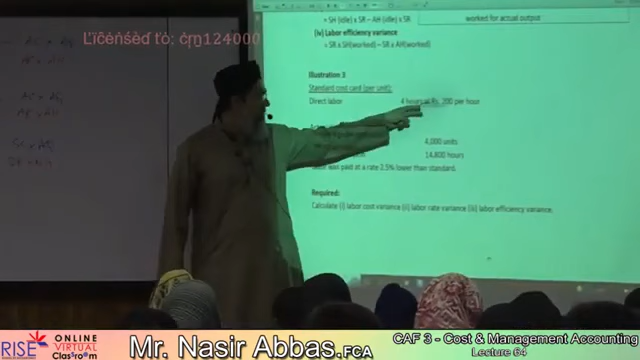 Licensed to: cm124000
= SH (idle) x SR – AH (idle) x SR
worked for actual output
(iv) Labor efficiency variance
= SR x SH(worked) – SR x AH(worked)
Illustration 3
Standard cost card (per unit):
Direct labor 4 hours at Rs. 200 per hour
4,000 units
14,800 hours
was paid at a rate 2.5% lower than standard.
Required:
Calculate (i) labor cost variance (ii) labor rate variance (iii) labor efficiency variance.
RISE ONLINE VIRTUAL Classroom
Mr. Nasir Abbas,FCA
CAF 3 - Cost & Management Accounting
Lecture 64